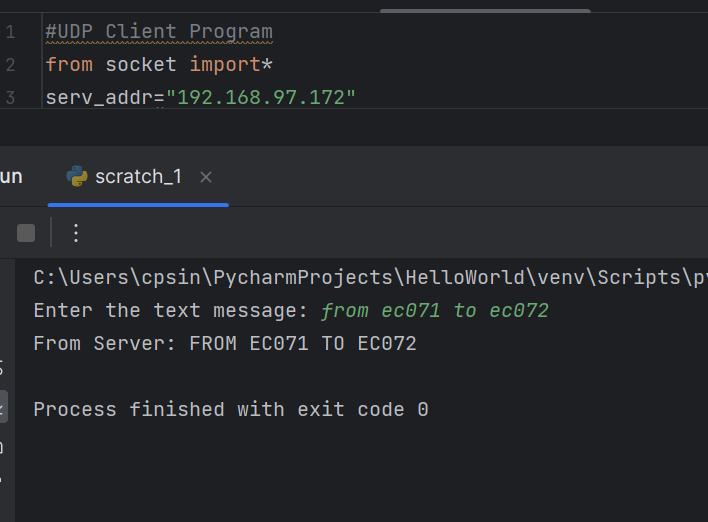 1 #UDP Client Program
2 from socket import*
3 serv_addr="192.168.97.172"
un scratch_1
C:\Users\cpsin\PycharmProjects\HelloWorld\venv\Scripts\p
Enter the text message: from ec071 to ec072
From Server: FROM EC071 TO EC072
Process finished with exit code 0